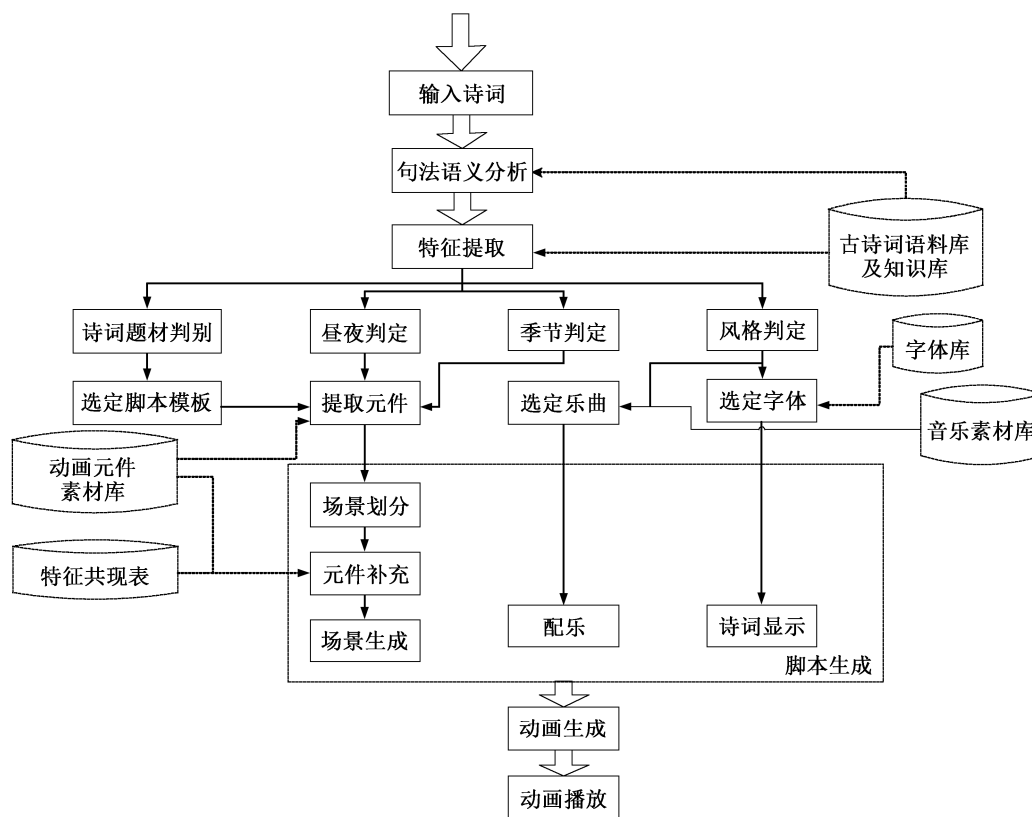 输入诗词
句法语义分析
特征提取
古诗词语料库
及知识库
诗词题材判别
昼夜判定
季节判定
风格判定
字体库
选定脚本模板
提取元件
选定乐曲
选定字体
音乐素材库
动画元件
素材库
场景划分
特征共现表
元件补充
场景生成
配乐
诗词显示
脚本生成
动画生成
动画播放